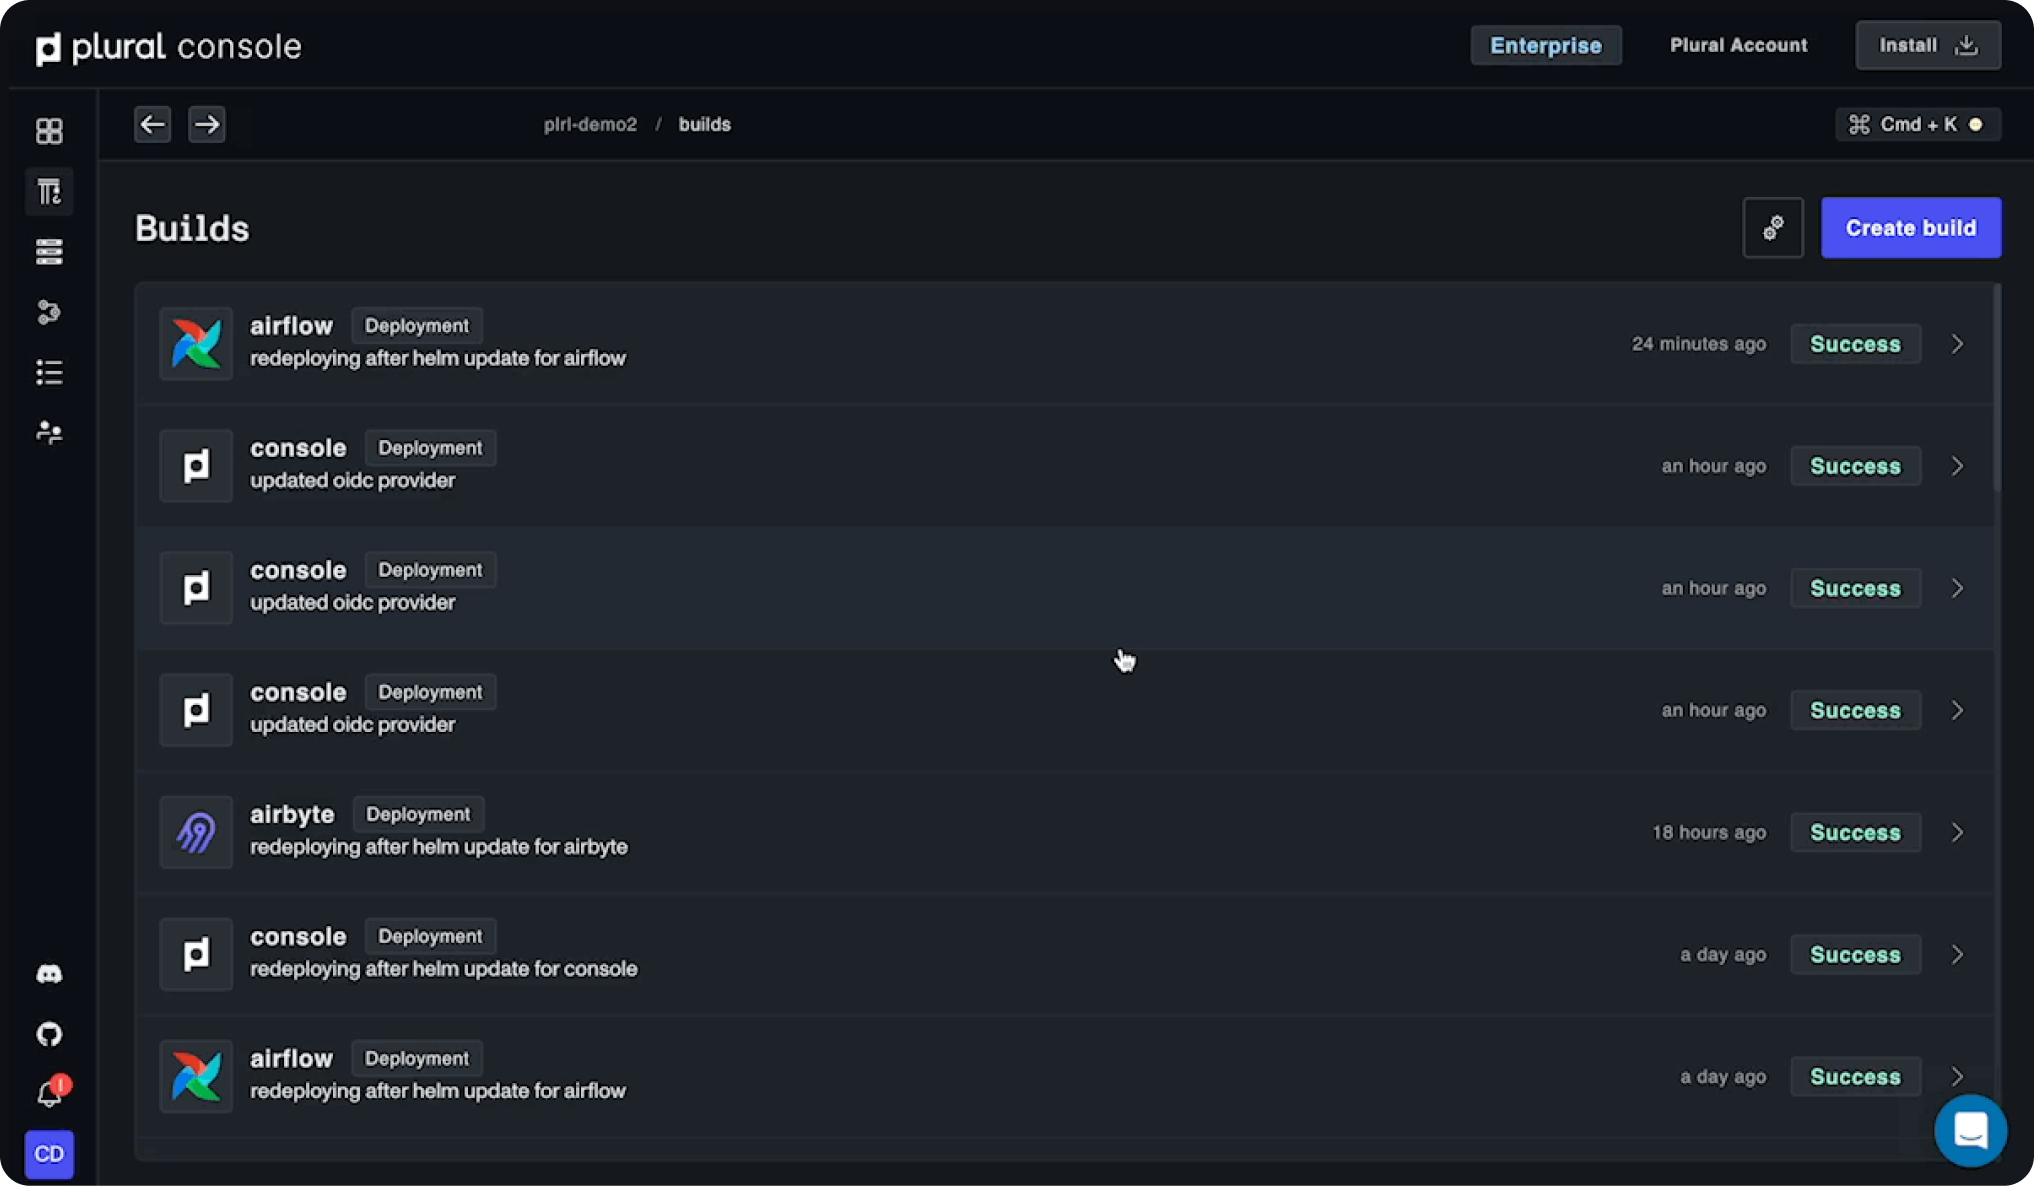 plural console
Enterprise
Plural Account
Install
plrl-demo2 / builds
⌘ Cmd + K
Builds
Create build
airflow Deployment
redeploying after helm update for airflow
24 minutes ago
Success
console Deployment
updated oidc provider
an hour ago
Success
console Deployment
updated oidc provider
an hour ago
Success
console Deployment
updated oidc provider
an hour ago
Success
airbyte Deployment
redeploying after helm update for airbyte
18 hours ago
Success
console Deployment
redeploying after helm update for console
a day ago
Success
airflow Deployment
redeploying after helm update for airflow
a day ago
Success
!
CD